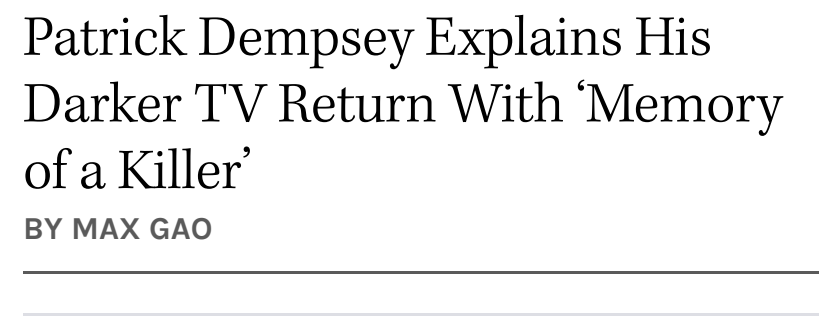 Patrick Dempsey Explains His
Darker TV Return With ‘Memory
of a Killer’
BY MAX GAO